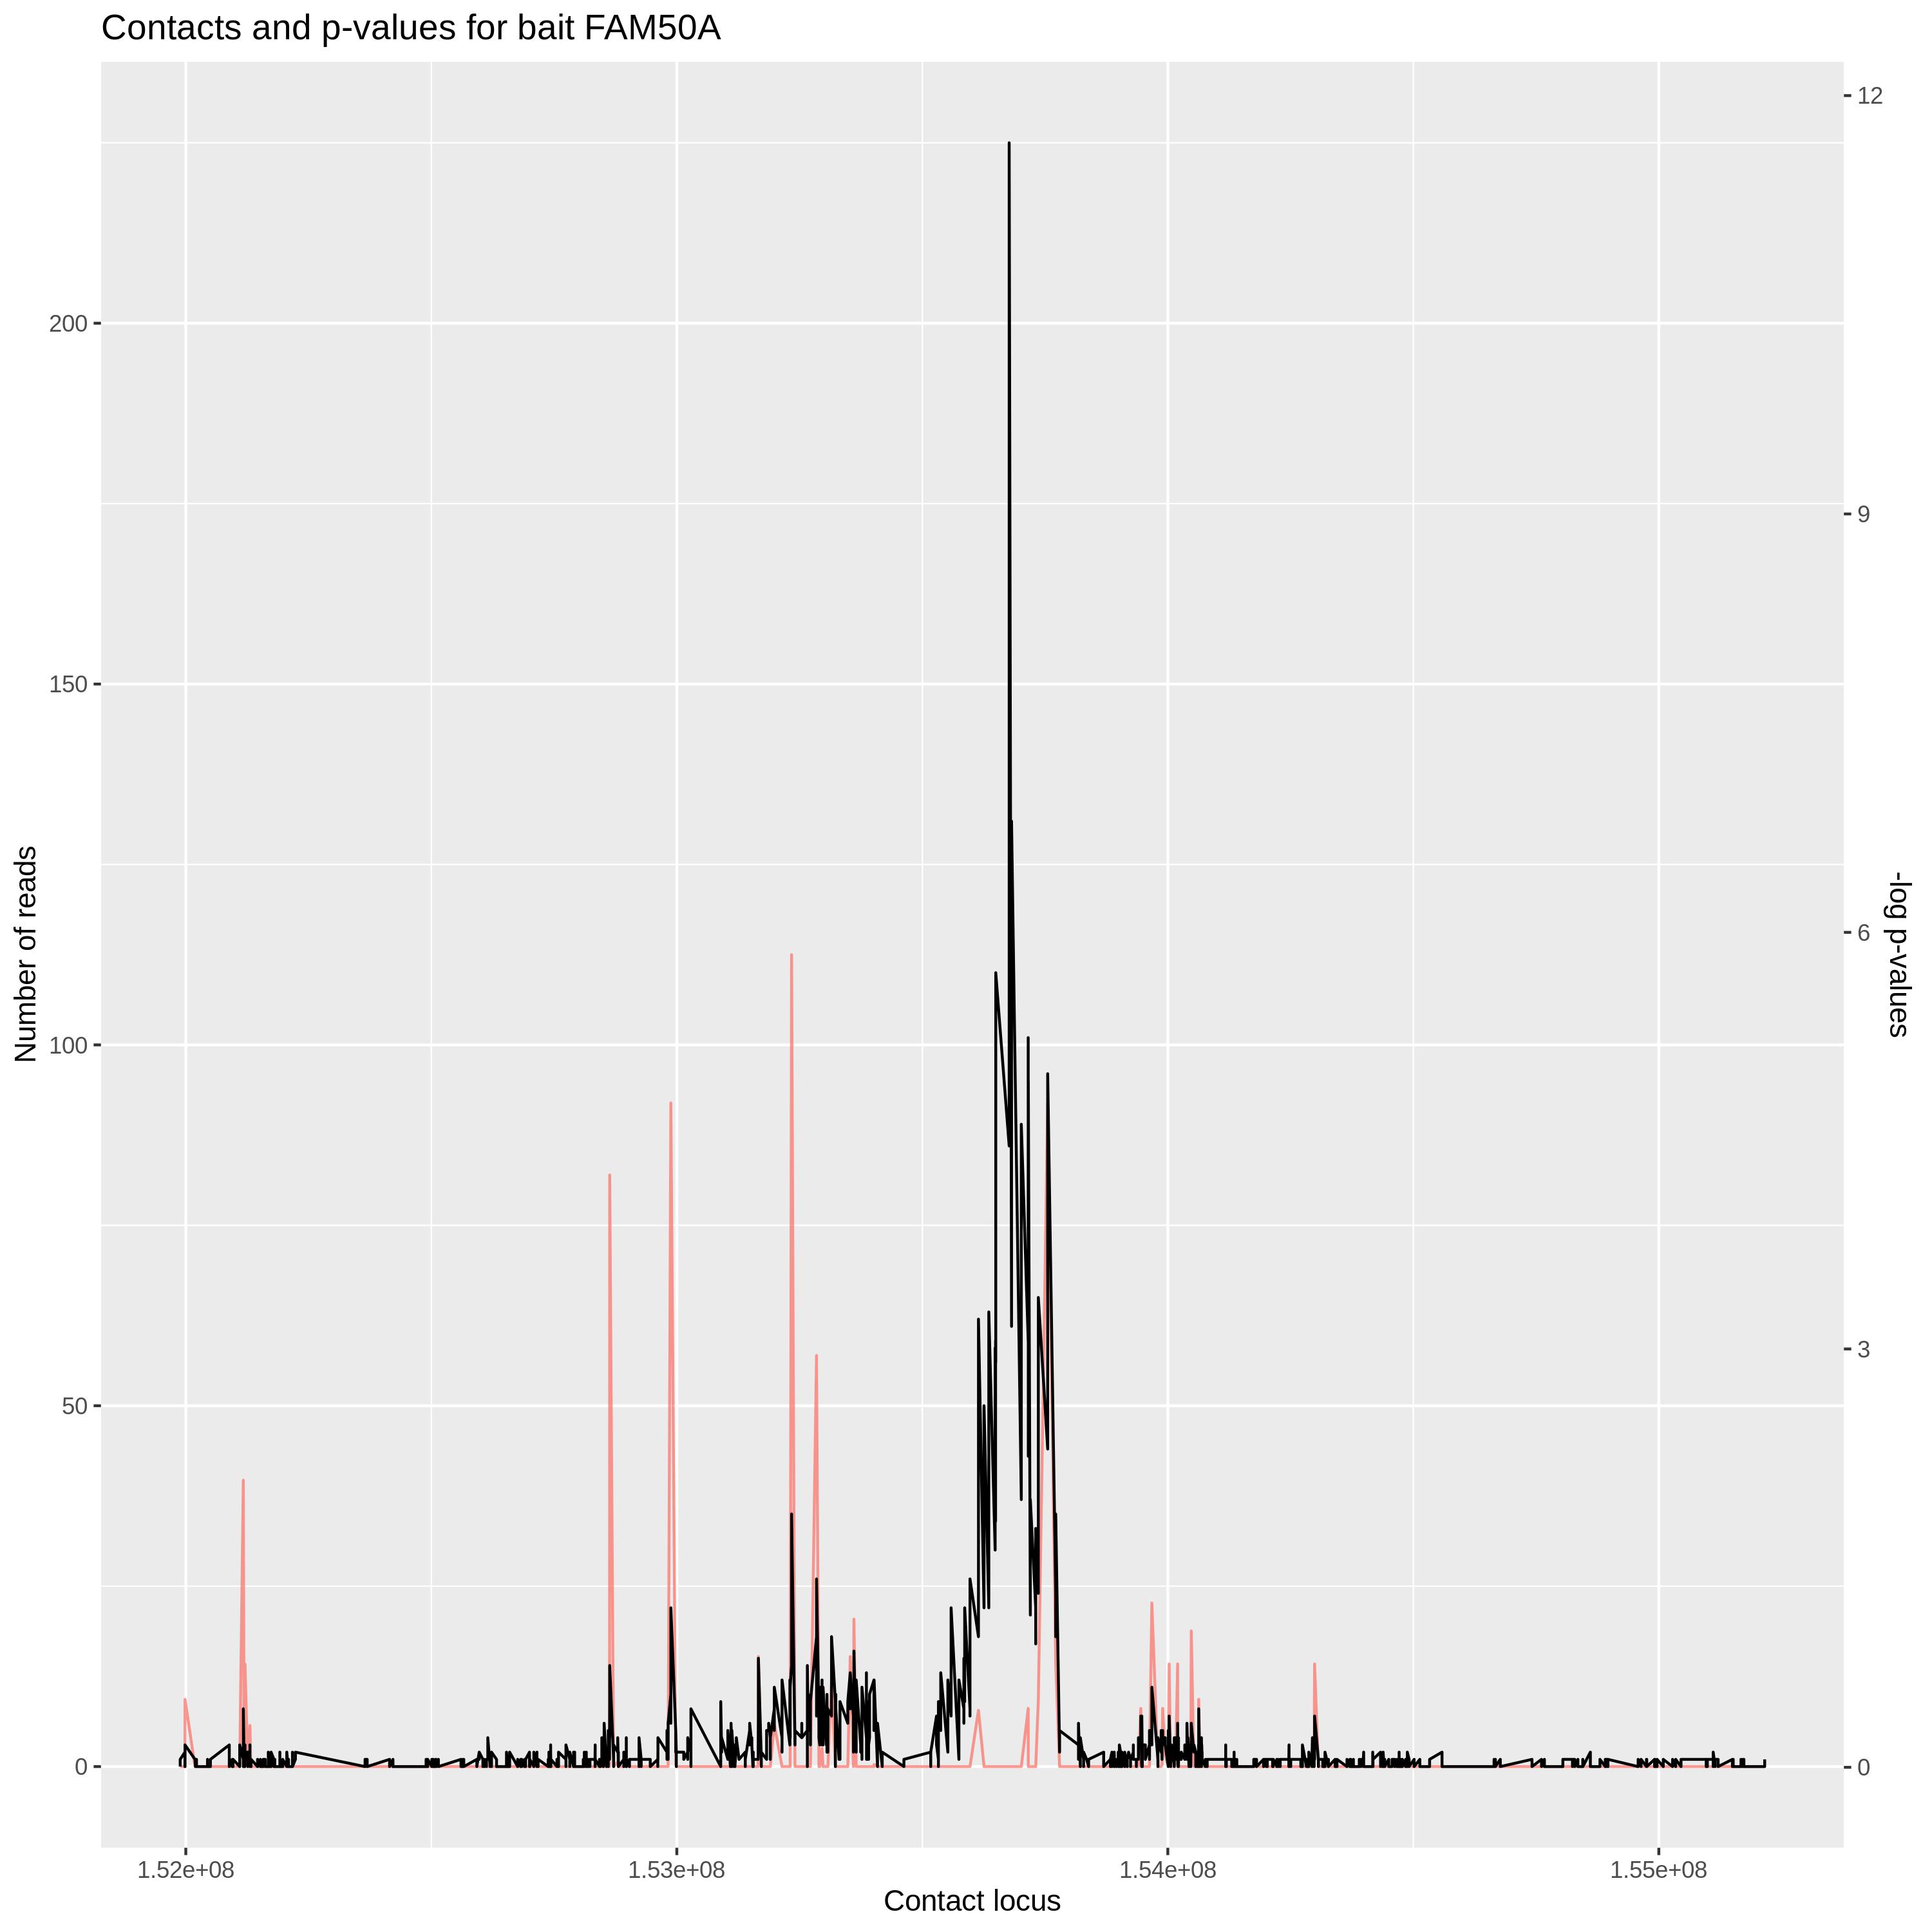 Contacts and p-values for bait FAM50A
12
200
9
150
6
100
3
50
0
0
Number of reads
-log p-values
1.52e+08 1.53e+08 1.54e+08 1.55e+08
Contact locus